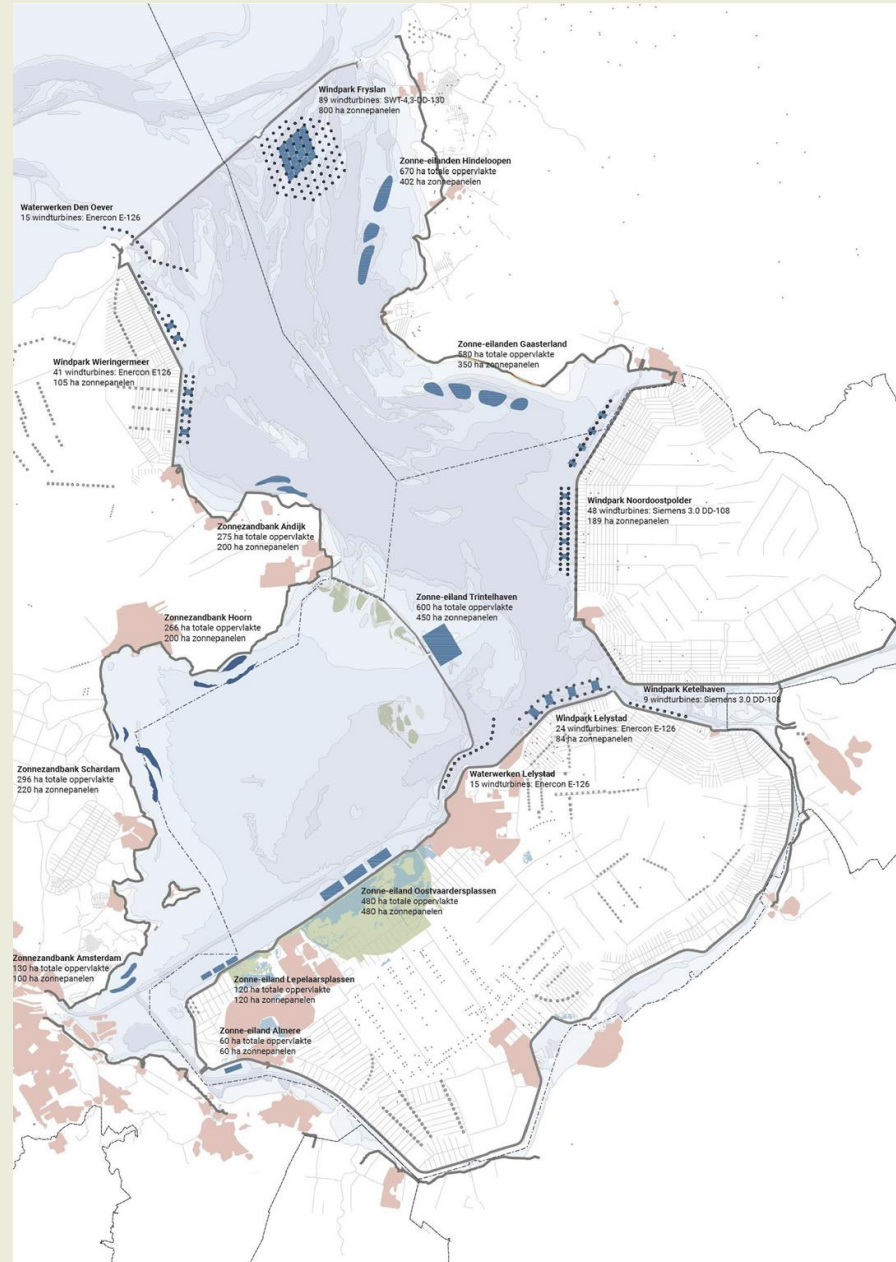 Windpark Fryslan
89 windturbines: SWT-4,3-DD-130
800 ha zonnepanelen
Zonne-eilanden Hindeloopen
670 ha totale oppervlakte
402 ha zonnepanelen
Waterwerken Den Oever
15 windturbines: Enercon E-126
Zonne-eilanden Gaasterland
580 ha totale oppervlakte
350 ha zonnepanelen
Windpark Wieringermeer
41 windturbines: Enercon E126
105 ha zonnepanelen
Windpark Noordoostpolder
48 windturbines: Siemens 3.0 DD-108
189 ha zonnepanelen
Zonnezandbank Andijk
275 ha totale oppervlakte
200 ha zonnepanelen
Zonne-eiland Trintelhaven
600 ha totale oppervlakte
450 ha zonnepanelen
Zonnezandbank Hoorn
266 ha totale oppervlakte
200 ha zonnepanelen
Windpark Ketelhaven
9 windturbines: Siemens 3.0 DD-108
Windpark Lelystad
24 windturbines: Enercon E-126
84 ha zonnepanelen
Zonnezandbank Schardam
296 ha totale oppervlakte
220 ha zonnepanelen
Waterwerken Lelystad
15 windturbines: Enercon E-126
Zonne-eiland Oostvaardersplassen
480 ha totale oppervlakte
480 ha zonnepanelen
Zonnezandbank Amsterdam
130 ha totale oppervlakte
100 ha zonnepanelen
Zonne-eiland Lepelaarsplassen
120 ha totale oppervlakte
120 ha zonnepanelen
Zonne-eiland Almere
60 ha totale oppervlakte
60 ha zonnepanelen